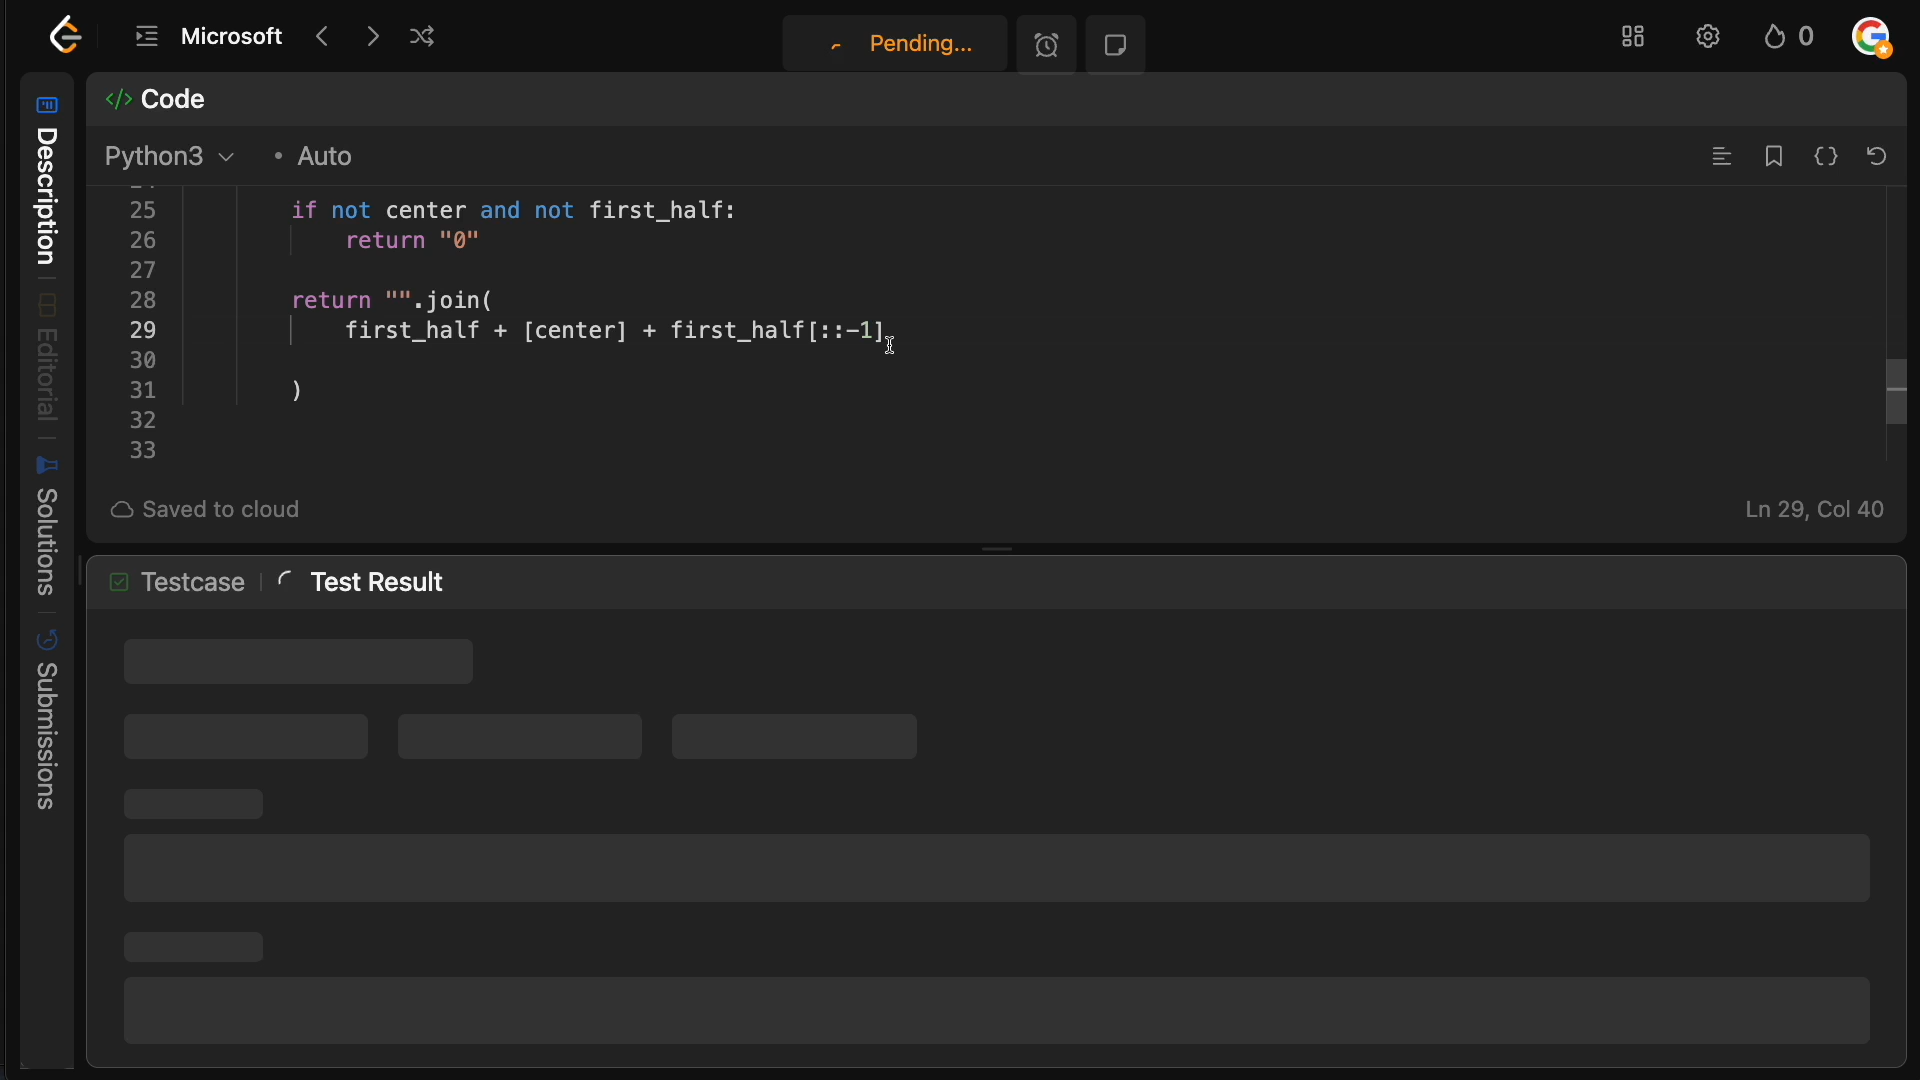 Microsoft
Pending...
0
</> Code
Python3
• Auto
25 if not center and not first_half:
26 return "0"
27
28 return "".join(
29 first_half + [center] + first_half[::-1]
30
31 )
32
33
Saved to cloud
Ln 29, Col 40
Testcase
Test Result
Description
Editorial
Solutions
Submissions